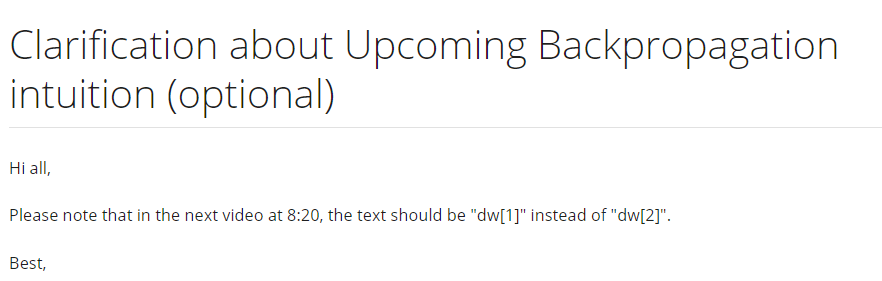 Clarification about Upcoming Backpropagation
intuition (optional)
Hi all,
Please note that in the next video at 8:20, the text should be "dw[1]" instead of "dw[2]".
Best,